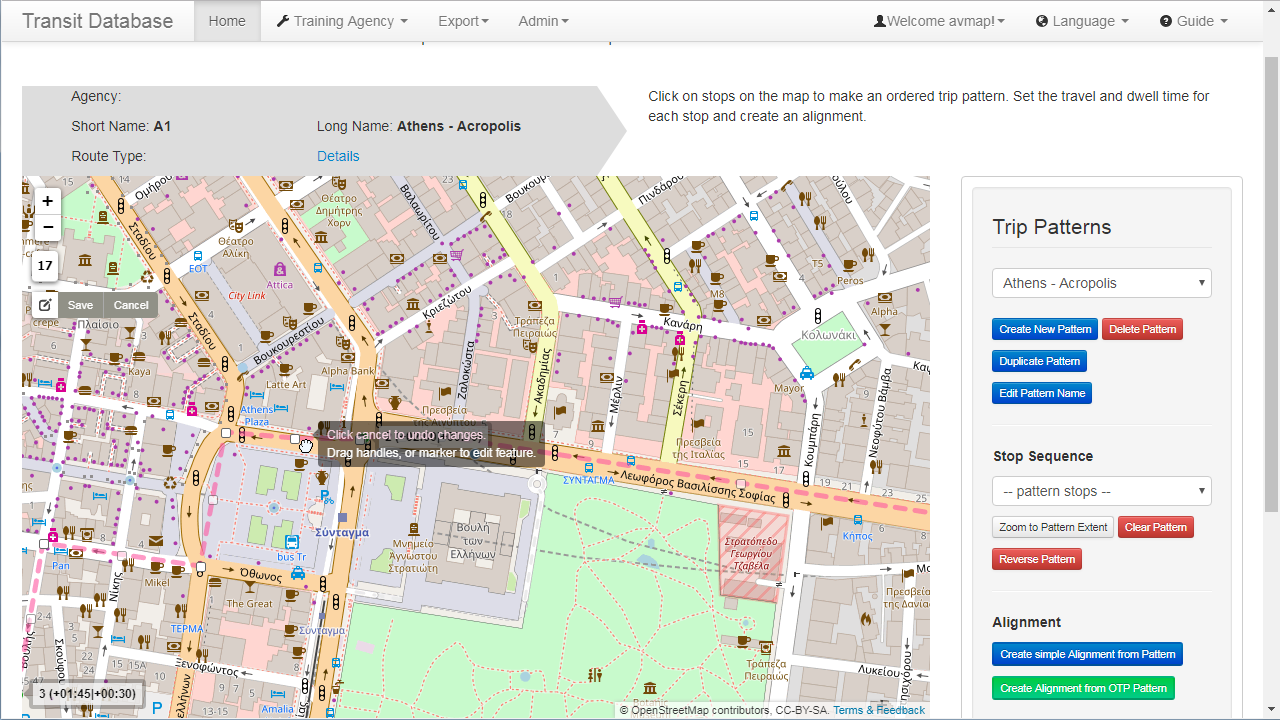 Transit Database
Home
Training Agency
Export
Admin
Welcome avmap!
Language
Guide
Agency:
Short Name: A1
Long Name: Athens - Acropolis
Route Type:
Details
Click on stops on the map to make an ordered trip pattern. Set the travel and dwell time for
each stop and create an alignment.
+
−
17
Save
Cancel
Ομήρου
Σταδίου
Θέατρο
Αλίκη
ΕΟΤ
Attica
City Link
Θέατρο
Δημήτρης
Χορν
Βαλαωρίτου
Πινδάρου
18
T5
Peros
M8
Alpha
Κριεζώτου
Κανάρη
Κολωνάκι
Τράπεζα
Πειραιώς
Πλαίσιο
Kaya
Σταδίου
Βουκουρεστίου
Latte Art
Alpha Bank
Ζαλοκώστα
Ακαδημίας
Μέρλιν
Σέκερη
Mayor
Νεοφύτου Βάμβα
Κουμπάρη
Athens
Plaza
Πρεσβεία
της Αιγύπτου
Click cancel to undo changes.
Drag handles, or marker to edit feature.
Πρεσβεία
της Ιταλίας
ΣΥΝΤΑΓΜΑ
Λεωφόρος Βασιλίσσης Σοφίας
Κήπος
Σύνταγμα
bus Tr
Μνημείο
Άγνωστου
Στρατιώτη
Βουλή
των
Ελλήνων
Στρατόπεδο
Γεωργίου
Τζαβέλα
Pan
Mikel
Νίκης
Όθωνος
The Great
ΤΕΡΜΑ
Σύνταγμα
Ξενοφώντος
Amalia
Πρεσβεία
της Δανίας
Τράπεζα
Πειραιώς
Λυκείου
3 (+01:45|+00:30)
© OpenStreetMap contributors, CC-BY-SA. Terms & Feedback
Trip Patterns
Athens - Acropolis
Create New Pattern
Delete Pattern
Duplicate Pattern
Edit Pattern Name
Stop Sequence
-- pattern stops --
Zoom to Pattern Extent
Clear Pattern
Reverse Pattern
Alignment
Create simple Alignment from Pattern
Create Alignment from OTP Pattern